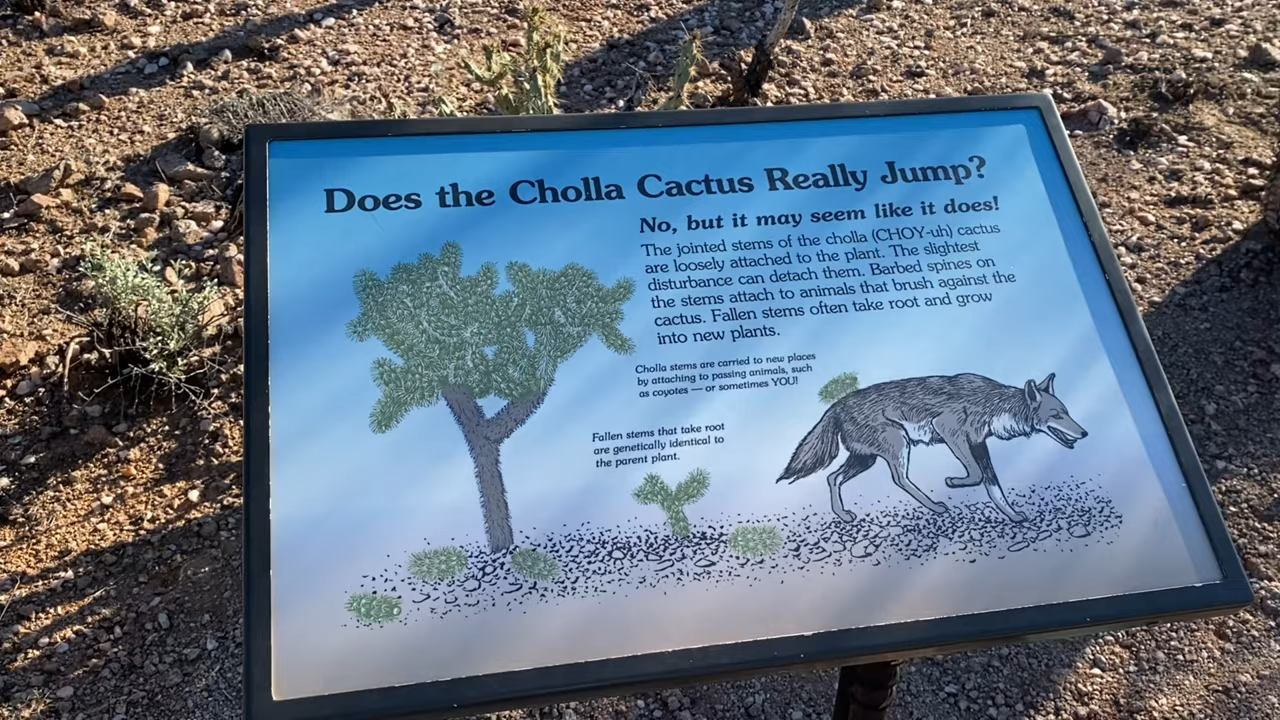 Does the Cholla Cactus Really Jump?
No, but it may seem like it does!
The jointed stems of the cholla (CHOY-uh) cactus
are loosely attached to the plant. The slightest
disturbance can detach them. Barbed spines on
the stems attach to animals that brush against the
cactus. Fallen stems often take root and grow
into new plants.
Cholla stems are carried to new places
by attaching to passing animals, such
as coyotes — or sometimes YOU!
Fallen stems that take root
are genetically identical to
the parent plant.